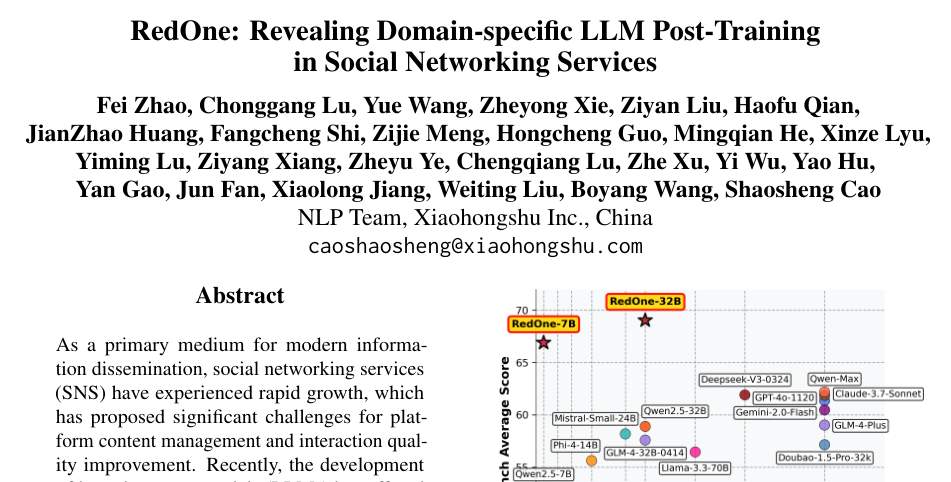 RedOne: Revealing Domain-specific LLM Post-Training
in Social Networking Services
Fei Zhao, Chonggang Lu, Yue Wang, Zheyong Xie, Ziyan Liu, Haofu Qian,
JianZhao Huang, Fangcheng Shi, Zijie Meng, Hongcheng Guo, Mingqian He, Xinze Lyu,
Yiming Lu, Ziyang Xiang, Zheyu Ye, Chengqiang Lu, Zhe Xu, Yi Wu, Yao Hu,
Yan Gao, Jun Fan, Xiaolong Jiang, Weiting Liu, Boyang Wang, Shaosheng Cao
NLP Team, Xiaohongshu Inc., China
caoshaosheng@xiaohongshu.com
Abstract
As a primary medium for modern informa-
tion dissemination, social networking services
(SNS) have experienced rapid growth, which
has proposed significant challenges for plat-
form content management and interaction qual-
ity improvement. Recently, the development
RedOne-32B
70
RedOne-7B
65
Deepseek-V3-0324
Qwen-Max
GPT-4o-1120
Claude-3.7-Sonnet
60
Mistral-Small-24B
Qwen2.5-32B
Gemini-2.0-Flash
GLM-4-Plus
Phi-4-14B
GLM-4-32B-0414
Llama-3.3-70B
Doubao-1.5-Pro-32k
55
Qwen2.5-7B
Average Score